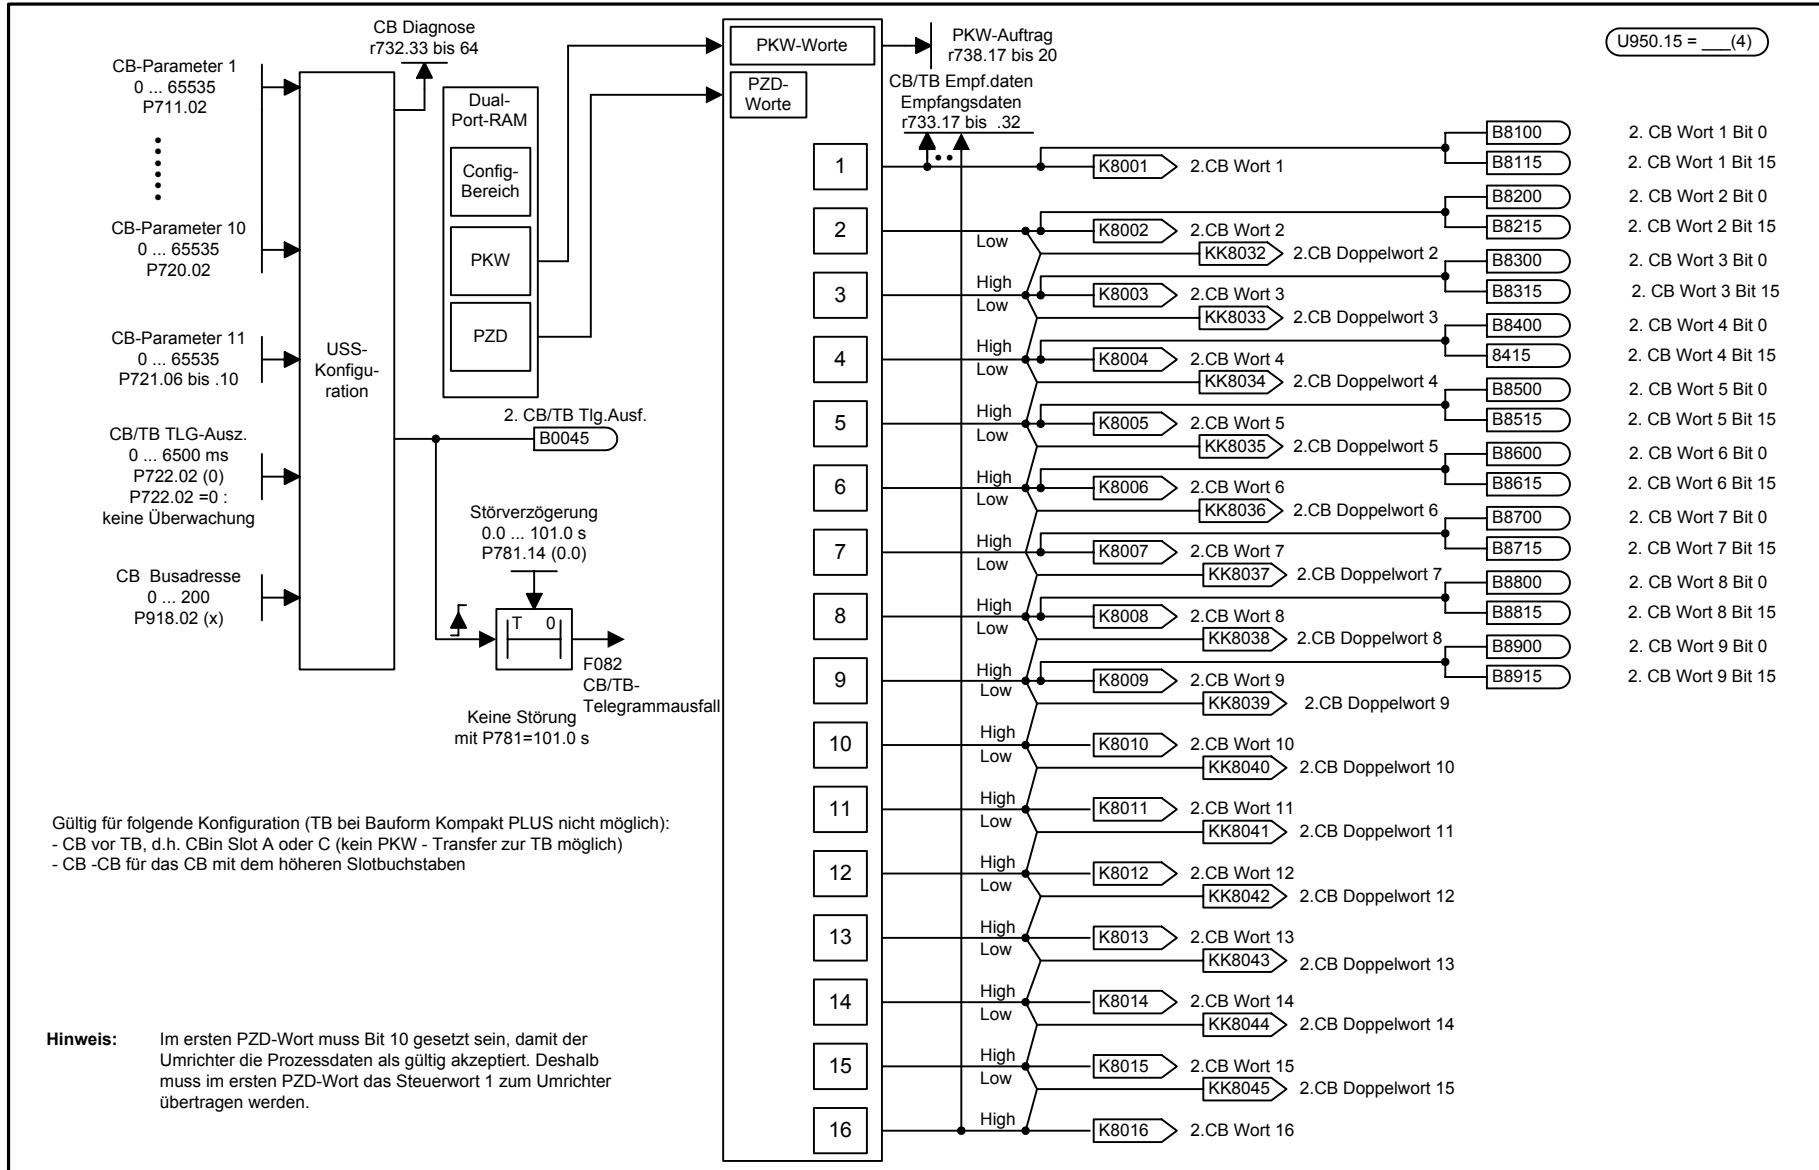 CB Diagnose
r732.33 bis 64
CB-Parameter 1
0 ... 65535
P711.02
CB-Parameter 10
0 ... 65535
P720.02
CB-Parameter 11
0 ... 65535
P721.06 bis .10
CB/TB TLG-Ausz.
0 ... 6500 ms
P722.02 (0)
P722.02 =0 :
keine Überwachung
CB Busadresse
0 ... 200
P918.02 (x)
USS-
Konfigu-
ration
Dual-
Port-RAM
Config-
Bereich
PKW
PZD
2. CB/TB Tlg.Ausf.
B0045
Störverzögerung
0.0 ... 101.0 s
P781.14 (0.0)
T 0
F082
CB/TB-
Telegrammausfall
Keine Störung
mit P781=101.0 s
Gültig für folgende Konfiguration (TB bei Bauform Kompakt PLUS nicht möglich):
- CB vor TB, d.h. CBin Slot A oder C (kein PKW - Transfer zur TB möglich)
- CB -CB für das CB mit dem höheren Slotbuchstaben
Hinweis: Im ersten PZD-Wort muss Bit 10 gesetzt sein, damit der
Umrichter die Prozessdaten als gültig akzeptiert. Deshalb
muss im ersten PZD-Wort das Steuerwort 1 zum Umrichter
übertragen werden.
PKW-Worte
PZD-
Worte
PKW-Auftrag
r738.17 bis 20
CB/TB Empf.daten
Empfangsdaten
r733.17 bis .32
U950.15 = ___(4)
B8100 2. CB Wort 1 Bit 0
1 K8001 2.CB Wort 1 B8115 2. CB Wort 1 Bit 15
B8200 2. CB Wort 2 Bit 0
2 Low K8002 2.CB Wort 2 B8215 2. CB Wort 2 Bit 15
KK8032 2.CB Doppelwort 2
B8300 2. CB Wort 3 Bit 0
3 High Low K8003 2.CB Wort 3 B8315 2. CB Wort 3 Bit 15
KK8033 2.CB Doppelwort 3
B8400 2. CB Wort 4 Bit 0
4 High Low K8004 2.CB Wort 4 8415 2. CB Wort 4 Bit 15
KK8034 2.CB Doppelwort 4
B8500 2. CB Wort 5 Bit 0
5 High Low K8005 2.CB Wort 5 B8515 2. CB Wort 5 Bit 15
KK8035 2.CB Doppelwort 5
B8600 2. CB Wort 6 Bit 0
6 High Low K8006 2.CB Wort 6 B8615 2. CB Wort 6 Bit 15
KK8036 2.CB Doppelwort 6
B8700 2. CB Wort 7 Bit 0
7 High Low K8007 2.CB Wort 7 B8715 2. CB Wort 7 Bit 15
KK8037 2.CB Doppelwort 7
B8800 2. CB Wort 8 Bit 0
8 High Low K8008 2.CB Wort 8 B8815 2. CB Wort 8 Bit 15
KK8038 2.CB Doppelwort 8
B8900 2. CB Wort 9 Bit 0
9 High Low K8009 2.CB Wort 9 B8915 2. CB Wort 9 Bit 15
KK8039 2.CB Doppelwort 9
10 High Low K8010 2.CB Wort 10
KK8040 2.CB Doppelwort 10
11 High Low K8011 2.CB Wort 11
KK8041 2.CB Doppelwort 11
12 High Low K8012 2.CB Wort 12
KK8042 2.CB Doppelwort 12
13 High Low K8013 2.CB Wort 13
KK8043 2.CB Doppelwort 13
14 High Low K8014 2.CB Wort 14
KK8044 2.CB Doppelwort 14
15 High Low K8015 2.CB Wort 15
KK8045 2.CB Doppelwort 15
16 High K8016 2.CB Wort 16